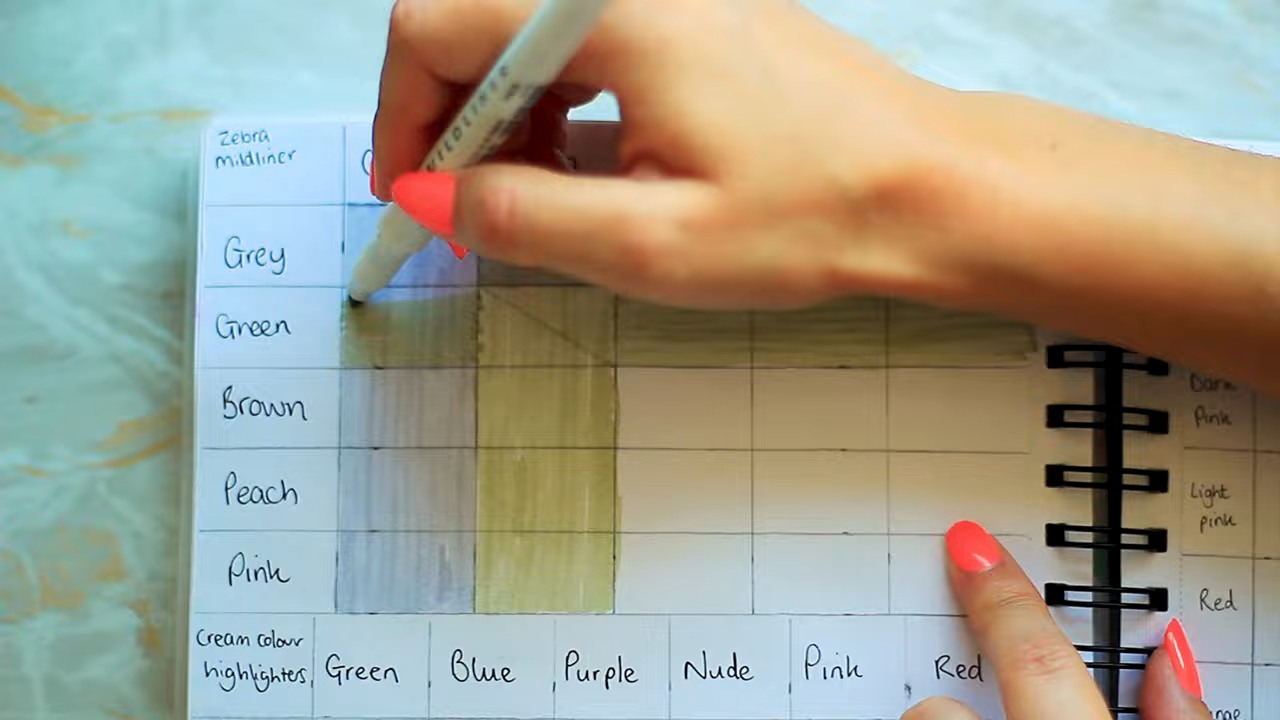 Zebra
mildliner
Grey
Green
Brown
Peach
Pink
Cream colour
highlighters
Green
Blue
Purple
Nude
Pink
Red
Dark
Pink
Light
pink
Red